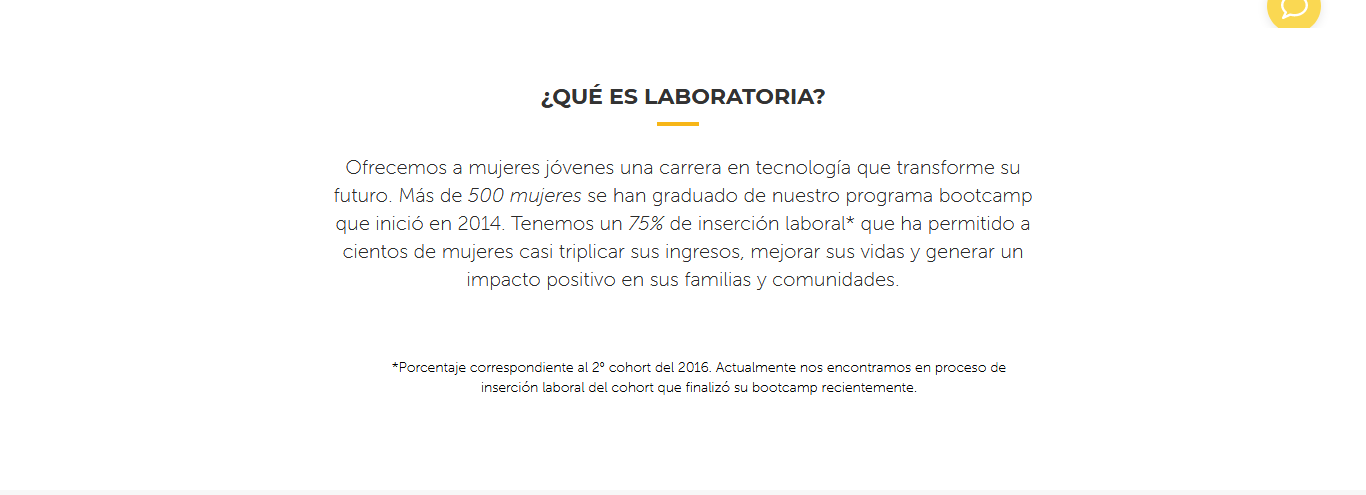 ¿QUÉ ES LABORATORIA?
Ofrecemos a mujeres jóvenes una carrera en tecnología que transforme su
futuro. Más de 500 mujeres se han graduado de nuestro programa bootcamp
que inició en 2014. Tenemos un 75% de inserción laboral* que ha permitido a
cientos de mujeres casi triplicar sus ingresos, mejorar sus vidas y generar un
impacto positivo en sus familias y comunidades.
*Porcentaje correspondiente al 2º cohort del 2016. Actualmente nos encontramos en proceso de
inserción laboral del cohort que finalizó su bootcamp recientemente.